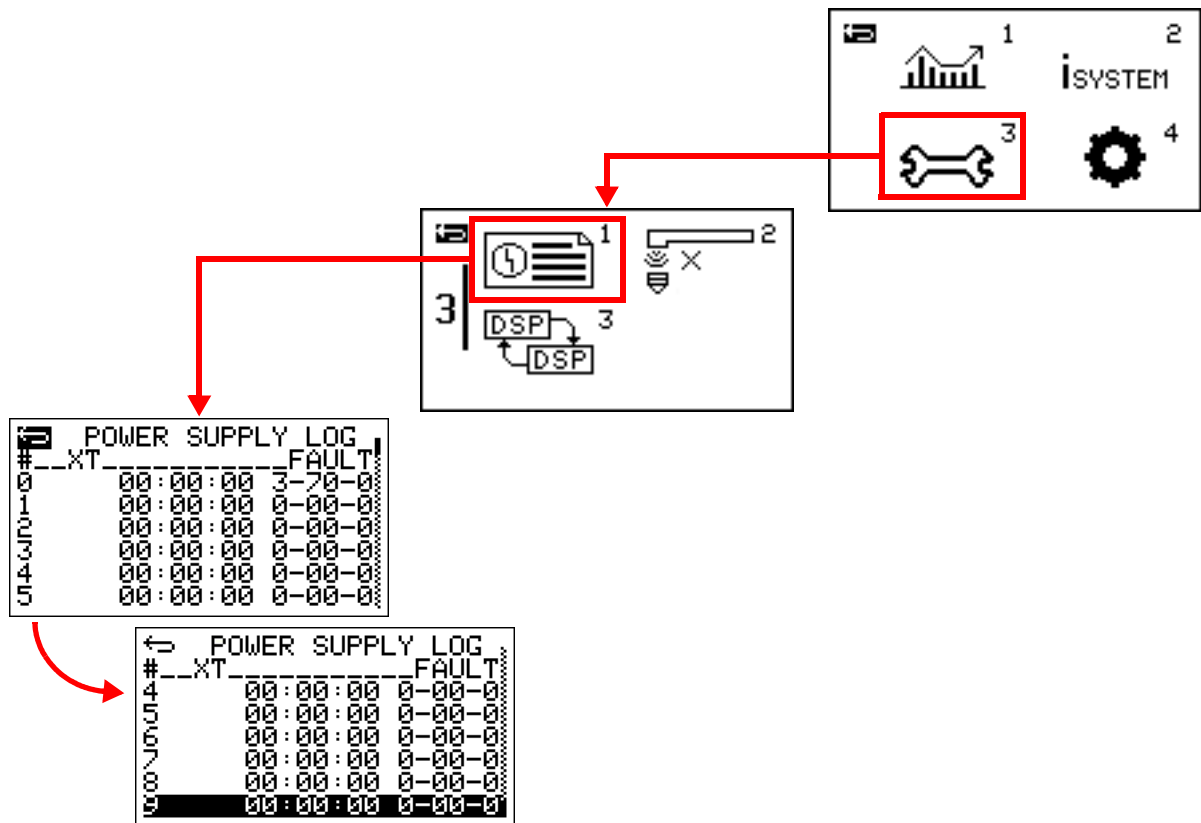 1
2
iSYSTEM
3
4
1
2
3
DSP
3
DSP
POWER SUPPLY LOG
#__XT___________FAULT
0 00:00:00 3-70-0
1 00:00:00 0-00-0
2 00:00:00 0-00-0
3 00:00:00 0-00-0
4 00:00:00 0-00-0
5 00:00:00 0-00-0
POWER SUPPLY LOG
#__XT___________FAULT
4 00:00:00 0-00-0
5 00:00:00 0-00-0
6 00:00:00 0-00-0
7 00:00:00 0-00-0
8 00:00:00 0-00-0
9 00:00:00 0-00-0